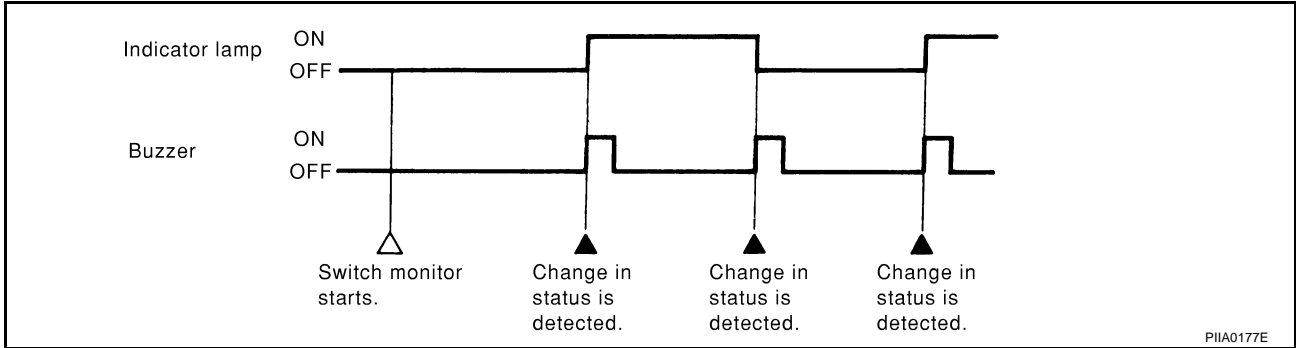 Indicator lamp
ON
OFF
Buzzer
ON
OFF
Switch monitor
starts.
Change in
status is
detected.
Change in
status is
detected.
Change in
status is
detected.
PIIA0177E